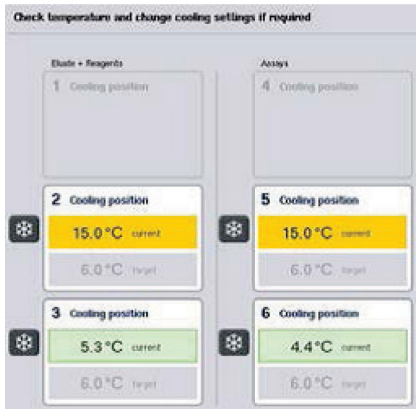 Check temperature and change cooling settings if required
Eluate + Reagents
Assays
1 Cooling position
4 Cooling position
2 Cooling position
5 Cooling position
15.0 °C current
15.0 °C current
6.0 °C target
6.0 °C target
3 Cooling position
6 Cooling position
5.3 °C current
4.4 °C current
6.0 °C target
6.0 °C target